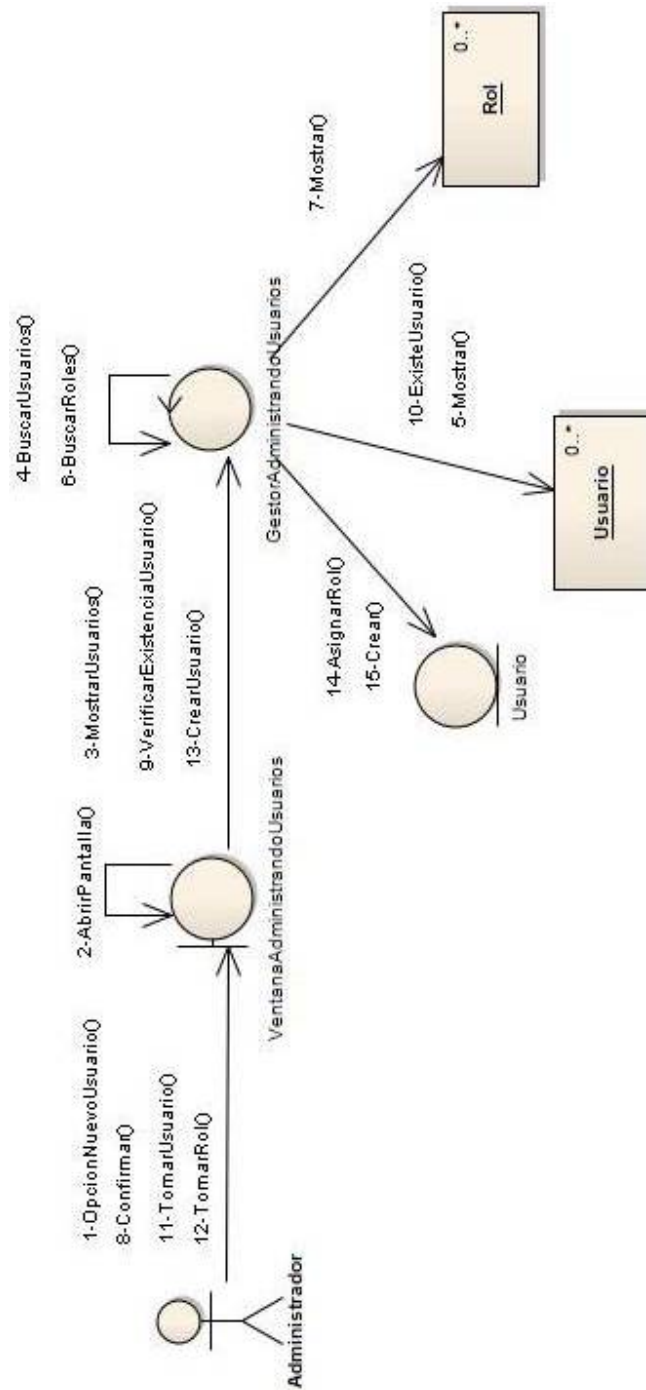 1-OpcionNuevoUsuario()
8-Confirmar()
11-TomarUsuario()
12-TomarRol()
Administrador
2-AbrirPantalla()
VentanaAdministrandoUsuarios
3-MostrarUsuarios()
9-VerificarExistenciaUsuario()
13-CrearUsuario()
4-BuscarUsuarios()
6-BuscarRoles()
GestorAdministrandoUsuarios
14-AsignarRol()
15-Crear()
Usuario
10-ExisteUsuario()
5-Mostrar()
0..*
Usuario
7-Mostrar()
0..*
Rol